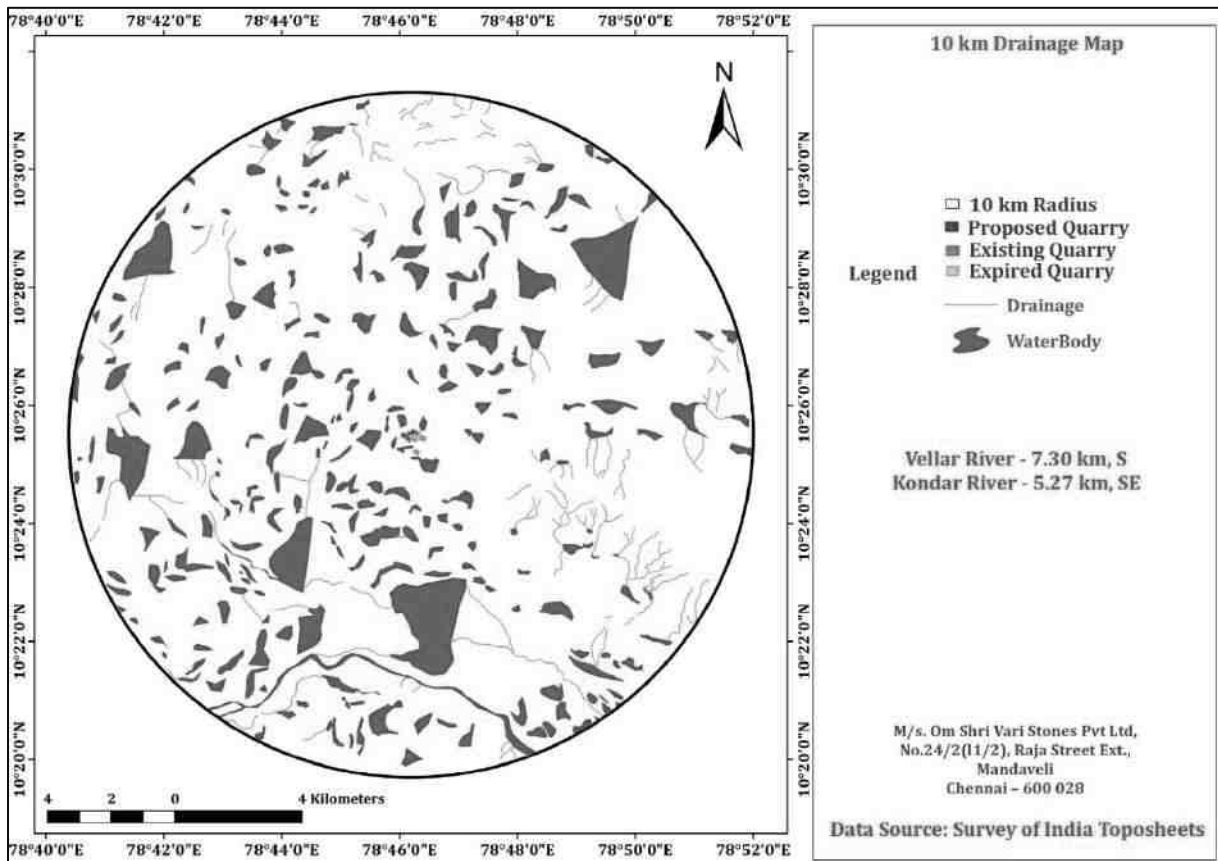 78°40'0"E 78°42'0"E 78°44'0"E 78°46'0"E 78°48'0"E 78°50'0"E 78°52'0"E
10 km Drainage Map
N
10°30'0"N 10°30'0"N
10 km Radius
Proposed Quarry
Existing Quarry
Expired Quarry
Legend
Drainage
WaterBody
10°28'0"N 10°28'0"N
10°26'0"N 10°26'0"N
Vellar River - 7.30 km, S
Kondar River - 5.27 km, SE
10°24'0"N 10°24'0"N
10°22'0"N 10°22'0"N
10°20'0"N 10°20'0"N
M/s. Om Shri Vari Stones Pvt Ltd,
No.24/2(11/2), Raja Street Ext.,
Mandaveli
Chennai – 600 028
4 2 0 4 Kilometers
Data Source: Survey of India Toposheets
78°40'0"E 78°42'0"E 78°44'0"E 78°46'0"E 78°48'0"E 78°50'0"E 78°52'0"E